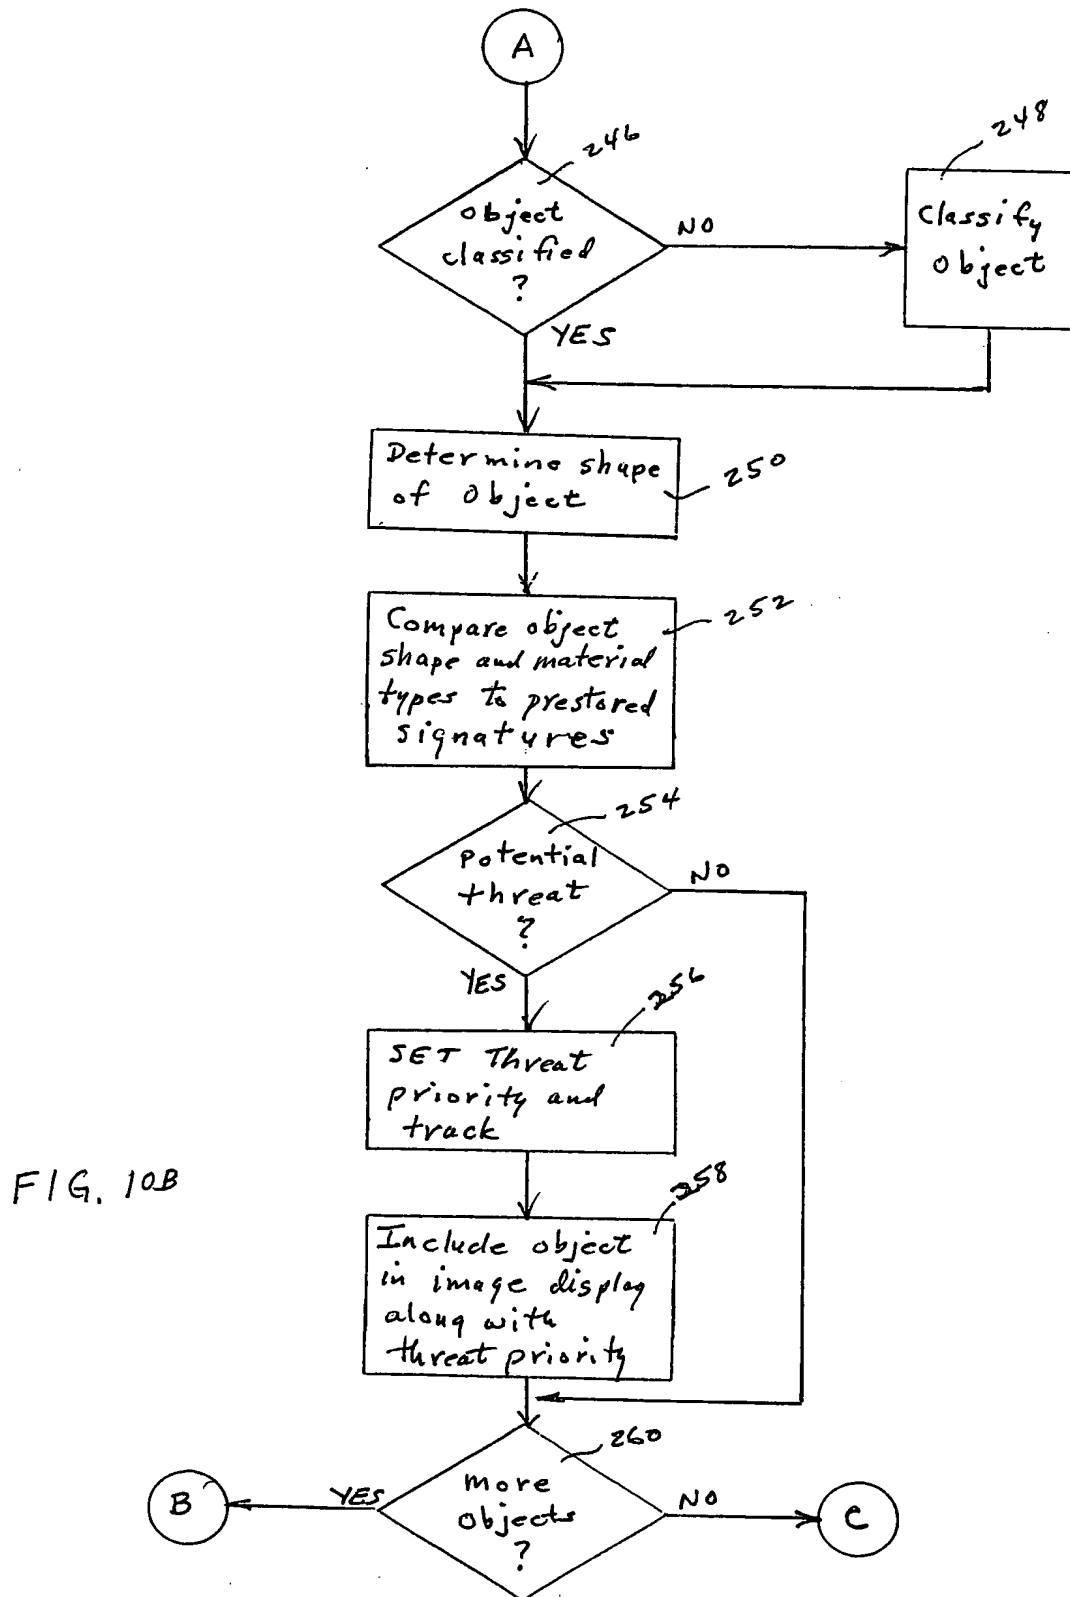 A
246
Object
classified
?
NO
248
Classify
Object
YES
Determine shape
of Object
250
Compare object
shape and material
types to prestored
signatures
252
254
Potential
threat
?
NO
YES
256
SET Threat
priority and
track
FIG. 10B
258
Include object
in image display
along with
threat priority
260
More
Objects
?
YES
B
NO
C